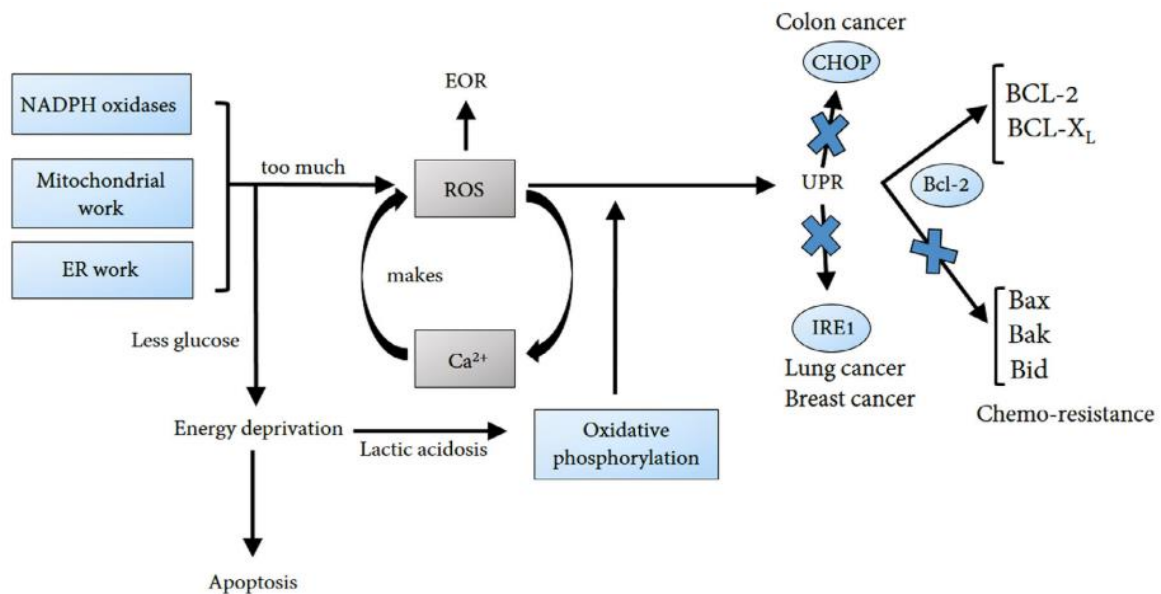 Colon cancer
CHOP
NADPH oxidases
EOR
BCL-2
BCL-X_L
too much
Mitochondrial
work
ROS
UPR
Bcl-2
ER work
makes
Less glucose
Ca²⁺
IRE1
Bax
Bak
Bid
Lung cancer
Breast cancer
Chemo-resistance
Energy deprivation
Lactic acidosis
Oxidative
phosphorylation
Apoptosis